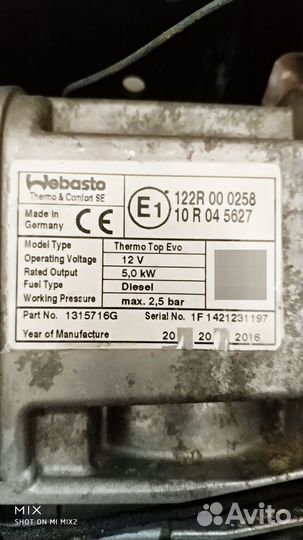 Webasto
Thermo & Comfort SE
Made in
Germany
CE
E1
122R 00 0258
10 R 04 5627
Model Type Thermo Top Evo
Operating Voltage 12 V
Rated Output 5,0 kW
Fuel Type Diesel
Working Pressure max. 2,5 bar
Part No. 1315716G Serial No. 1F 1421231197
Year of Manufacture 20 20 2016
MIX
SHOT ON MI MIX2
Avito